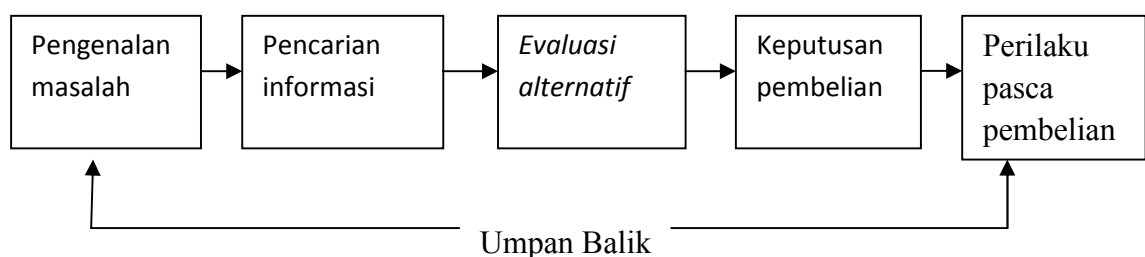 Pengenalan
masalah
Pencarian
informasi
Evaluasi
alternatif
Keputusan
pembelian
Perilaku
pasca
pembelian
Umpan Balik